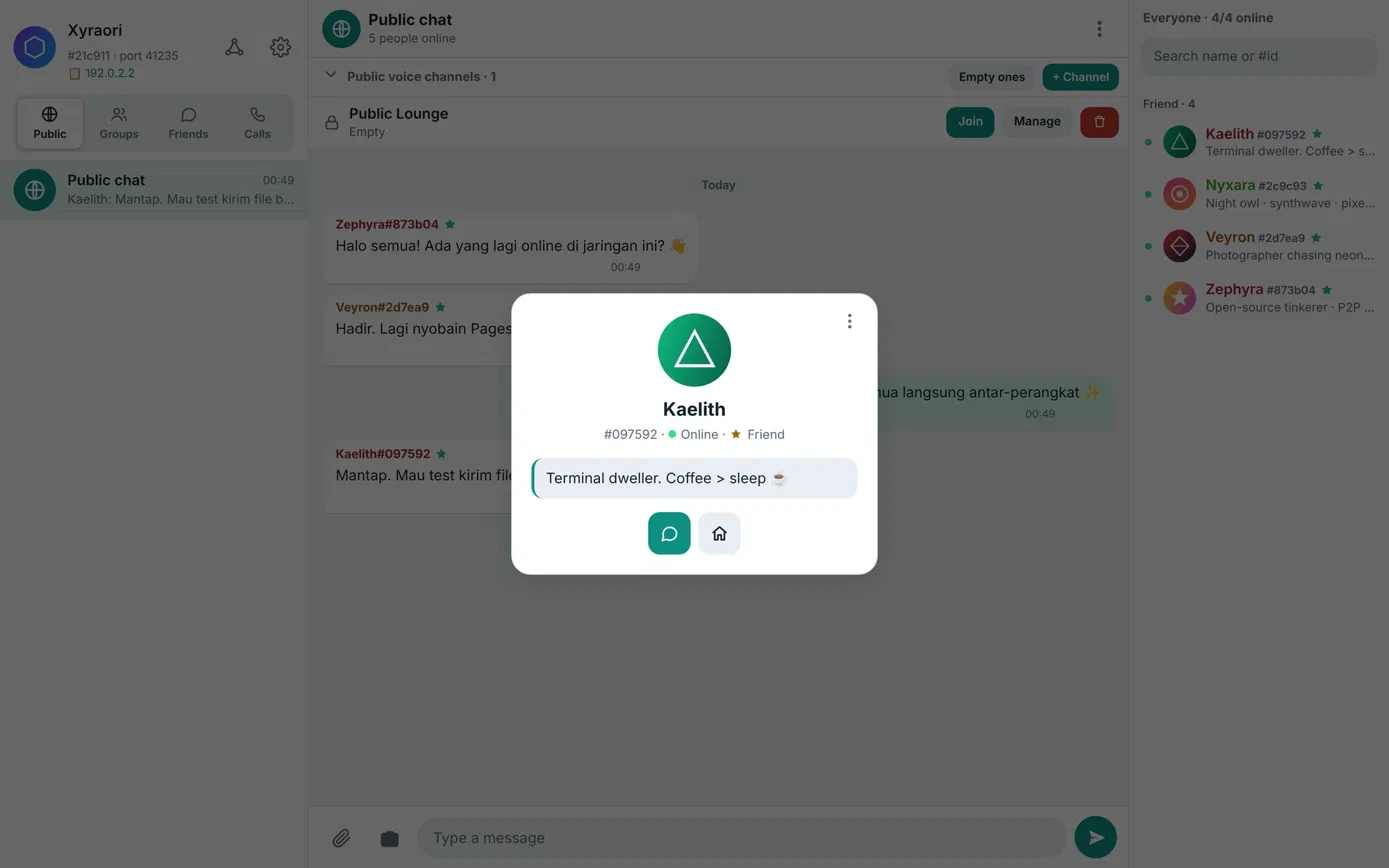 Xyraori
#21c911 · port 41235
📋 192.0.2.2
Public
Groups
Friends
Calls
Public chat
00:49
Kaelith: Mantap. Mau test kirim file b...
Public chat
5 people online
Public voice channels · 1
Empty ones
+ Channel
Public Lounge
Empty
Join
Manage
Today
Zephyra#873b04 ★
Halo semua! Ada yang lagi online di jaringan ini? 👋
00:49
Veyron#2d7ea9 ★
Hadir. Lagi nyobain Pages
langsung antar-perangkat ✨
00:49
Kaelith#097592 ★
Mantap. Mau test kirim file
Kaelith
#097592 · Online · ★ Friend
Terminal dweller. Coffee > sleep ☕
Type a message
Everyone · 4/4 online
Search name or #id
Friend · 4
Kaelith #097592 ★
Terminal dweller. Coffee > s...
Nyxara #2c9c93 ★
Night owl · synthwave · pixe...
Veyron #2d7ea9 ★
Photographer chasing neon...
Zephyra #873b04 ★
Open-source tinkerer · P2P ...